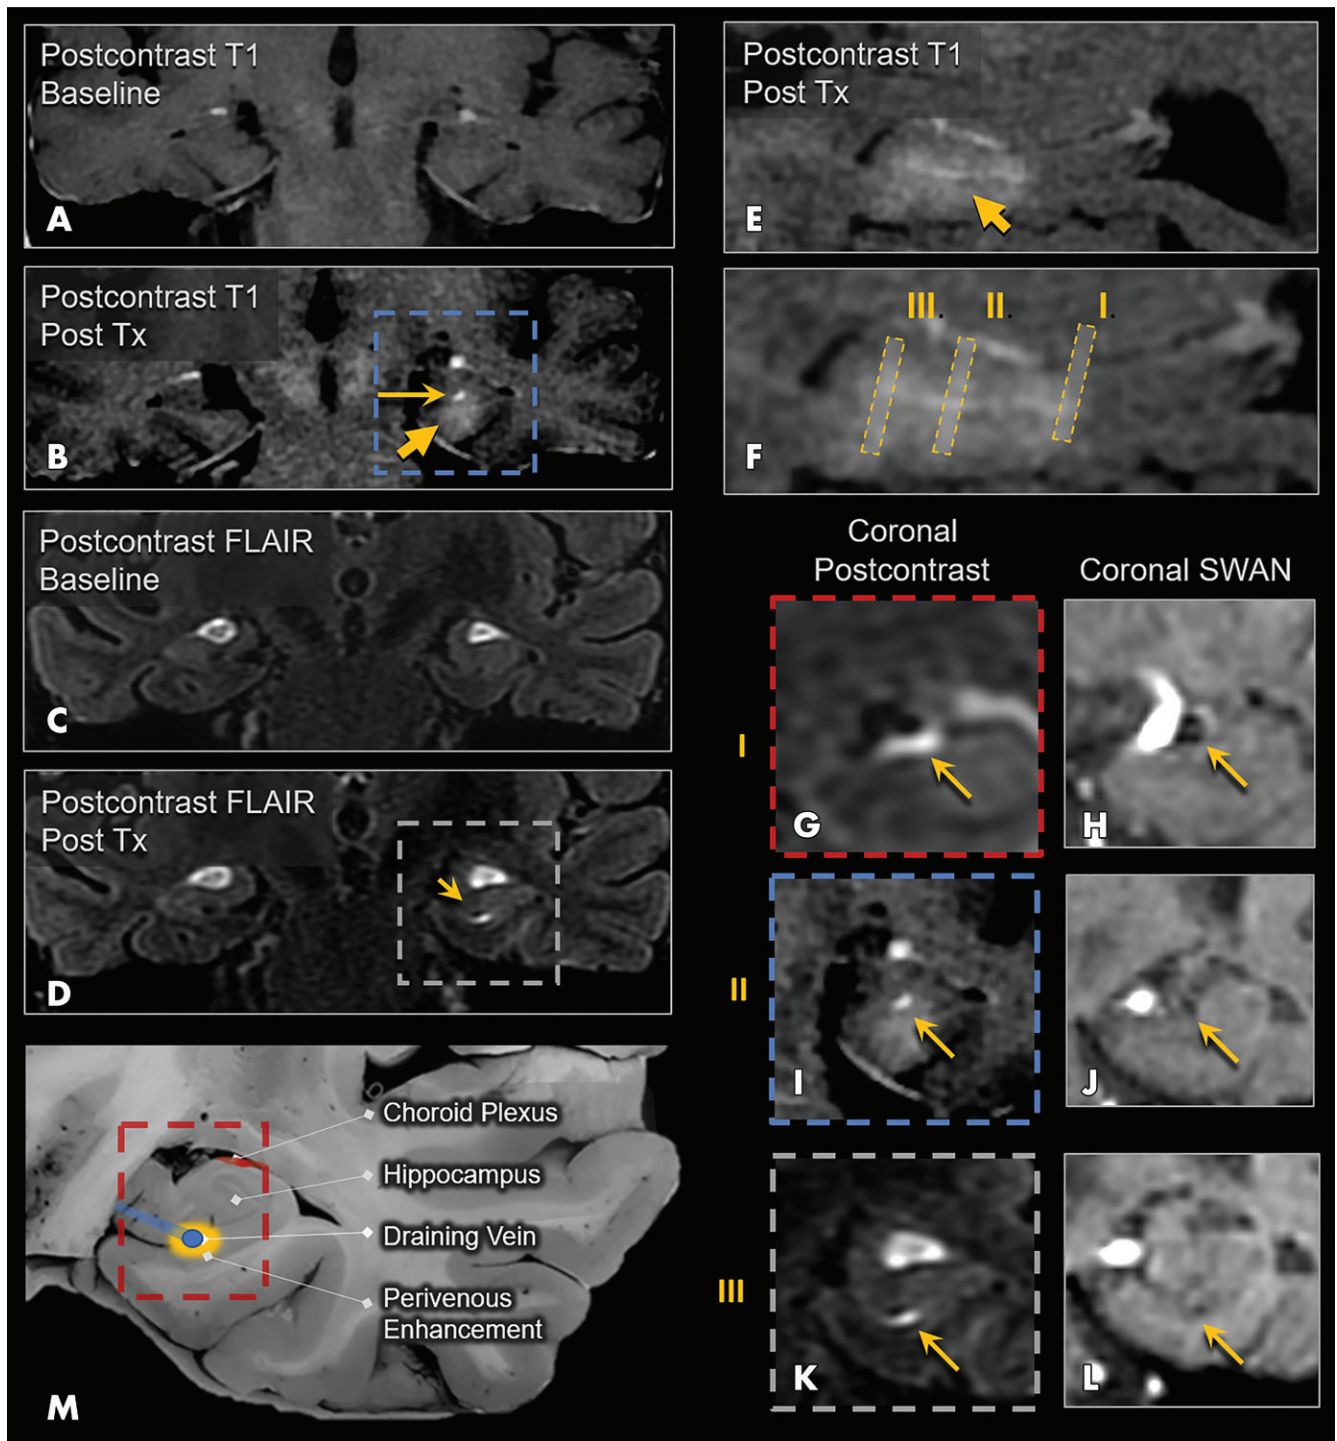 Postcontrast T1
Baseline
A
Postcontrast T1
Post Tx
B
Postcontrast FLAIR
Baseline
C
Postcontrast FLAIR
Post Tx
D
Choroid Plexus
Hippocampus
Draining Vein
Perivenous
Enhancement
M
Postcontrast T1
Post Tx
E
III. II. I.
F
Coronal
Postcontrast
Coronal SWAN
I
G
H
II
I
J
III
K
L